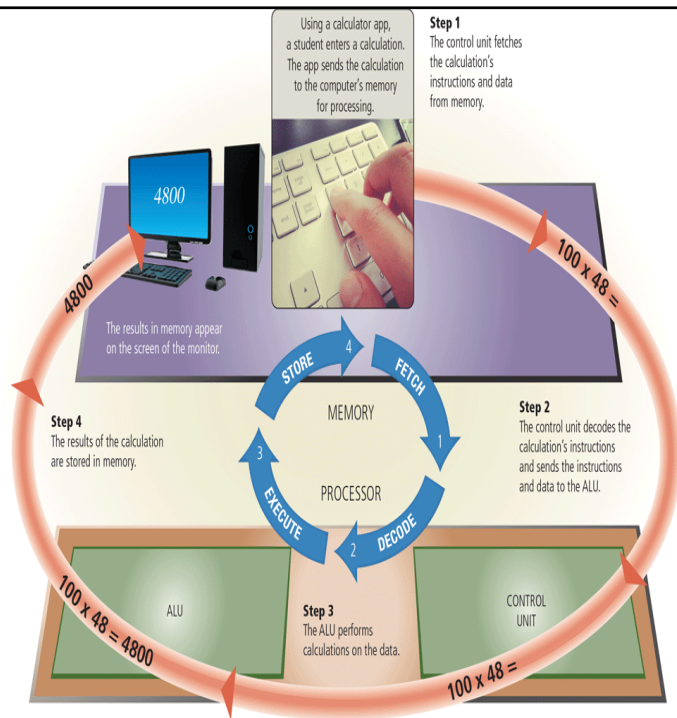 Using a calculator app,
a student enters a calculation.
The app sends the calculation
to the computer's memory
for processing.
Step 1
The control unit fetches
the calculation's
instructions and data
from memory.
4800
100 x 48 =
4800
The results in memory appear
on the screen of the monitor.
STORE
4
FETCH
1
MEMORY
Step 4
The results of the calculation
are stored in memory.
Step 2
The control unit decodes the
calculation's instructions
and sends the instructions
and data to the ALU.
3
EXECUTE
PROCESSOR
2
DECODE
ALU
Step 3
The ALU performs
calculations on the data.
CONTROL
UNIT
100 x 48 = 4800
100 x 48 =